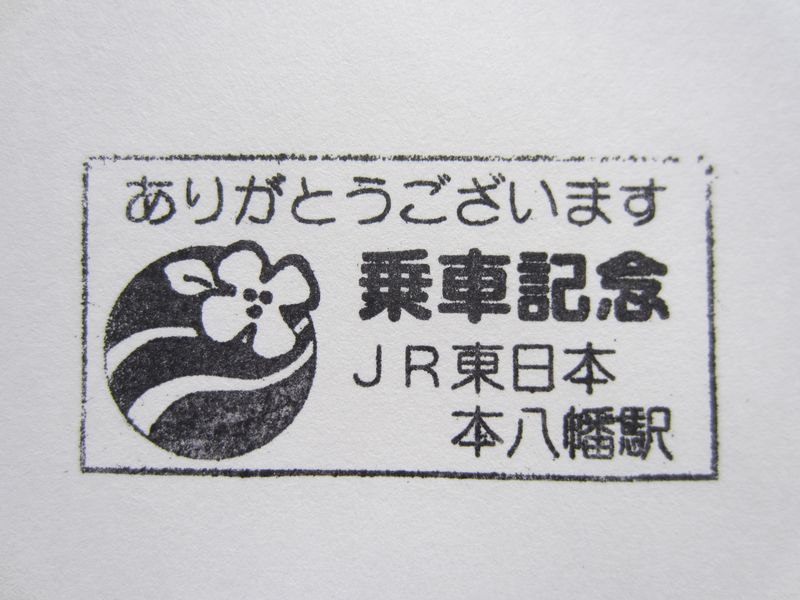 ありがとうございます
乗車記念
JR東日本
本八幡駅